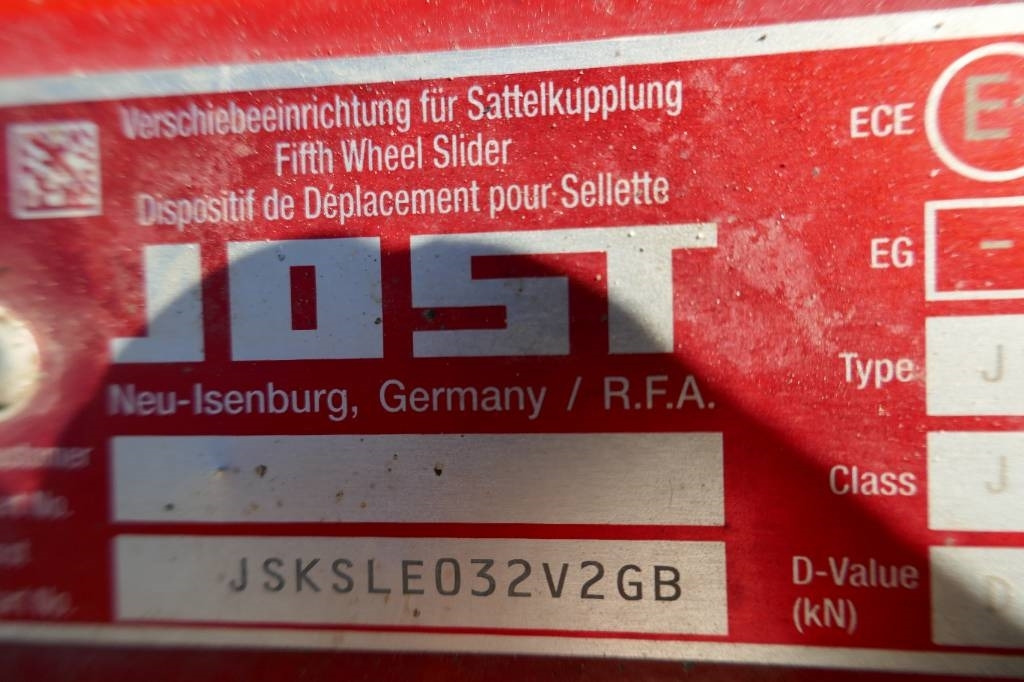 Verschiebeeinrichtung für Sattelkupplung
Fifth Wheel Slider
Dispositif de Déplacement pour Sellette
JOST
Neu-Isenburg, Germany / R.F.A.
JSKSLE032V2GB
ECE E
EG -
Type J
Class J
D-Value
(kN)